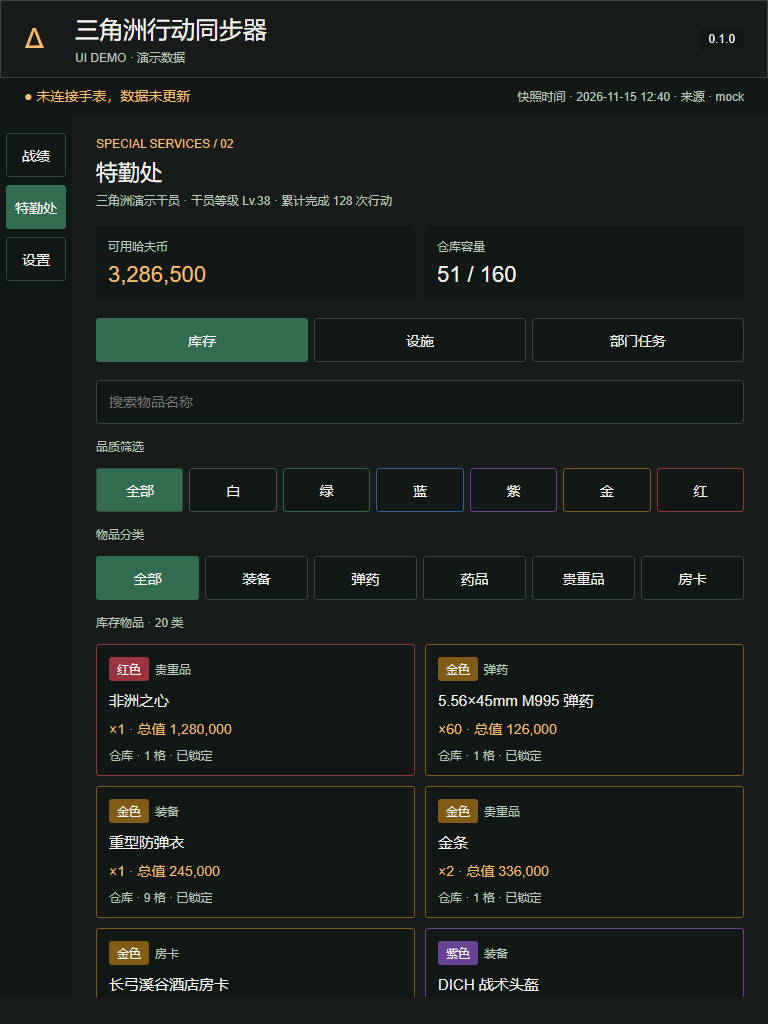 Δ
三角洲行动同步器
UI DEMO · 演示数据
0.1.0
● 未连接手表，数据未更新
快照时间 · 2026-11-15 12:40 · 来源 · mock
战绩
特勤处
设置
SPECIAL SERVICES / 02
特勤处
三角洲演示干员 · 干员等级 Lv.38 · 累计完成 128 次行动
可用哈夫币
3,286,500
仓库容量
51 / 160
库存
设施
部门任务
搜索物品名称
品质筛选
全部
白
绿
蓝
紫
金
红
物品分类
全部
装备
弹药
药品
贵重品
房卡
库存物品 · 20 类
红色 贵重品
非洲之心
×1 · 总值 1,280,000
仓库 · 1 格 · 已锁定
金色 弹药
5.56×45mm M995 弹药
×60 · 总值 126,000
仓库 · 1 格 · 已锁定
金色 装备
重型防弹衣
×1 · 总值 245,000
仓库 · 9 格 · 已锁定
金色 贵重品
金条
×2 · 总值 336,000
仓库 · 1 格 · 已锁定
金色 房卡
长弓溪谷酒店房卡
紫色 装备
DICH 战术头盔